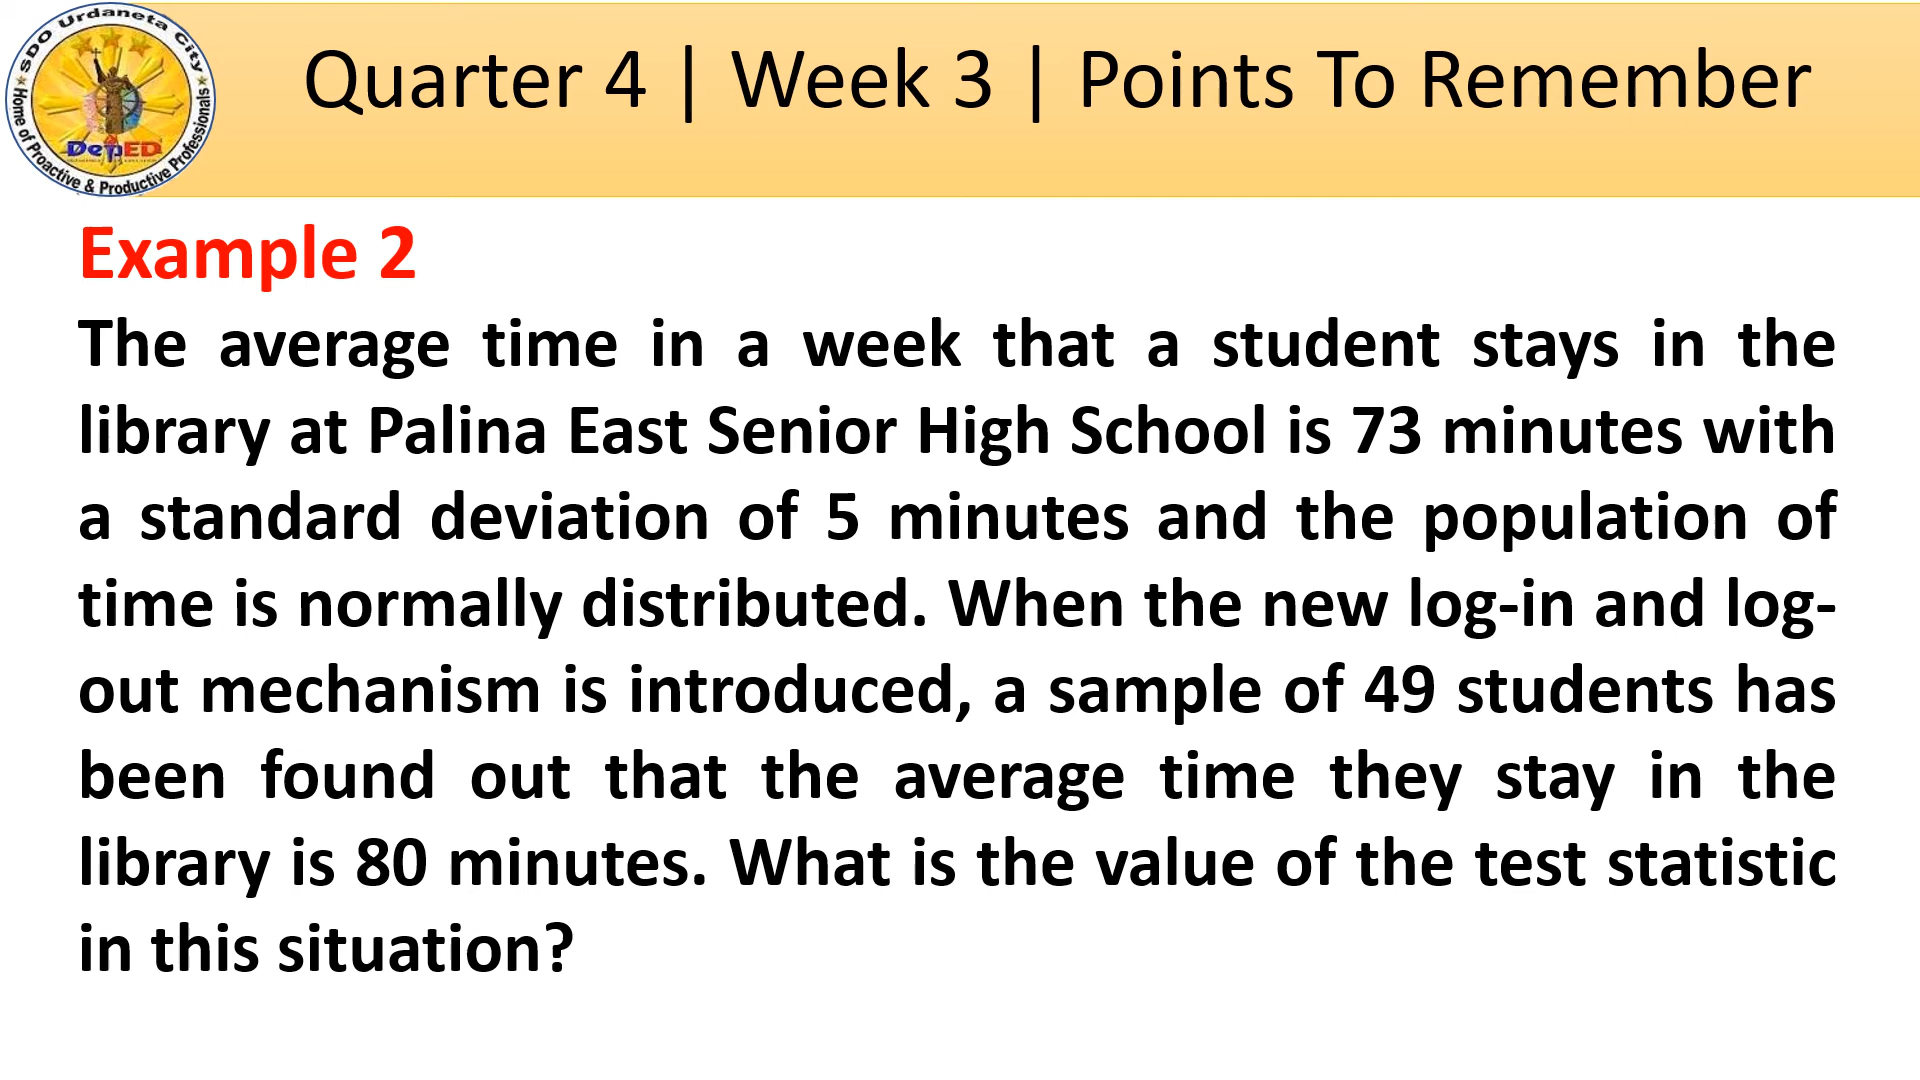 SDO Urdaneta City
Home of Proactive & Productive Professionals
DepED
Quarter 4 | Week 3 | Points To Remember
Example 2
The average time in a week that a student stays in the
library at Palina East Senior High School is 73 minutes with
a standard deviation of 5 minutes and the population of
time is normally distributed. When the new log-in and log-
out mechanism is introduced, a sample of 49 students has
been found out that the average time they stay in the
library is 80 minutes. What is the value of the test statistic
in this situation?